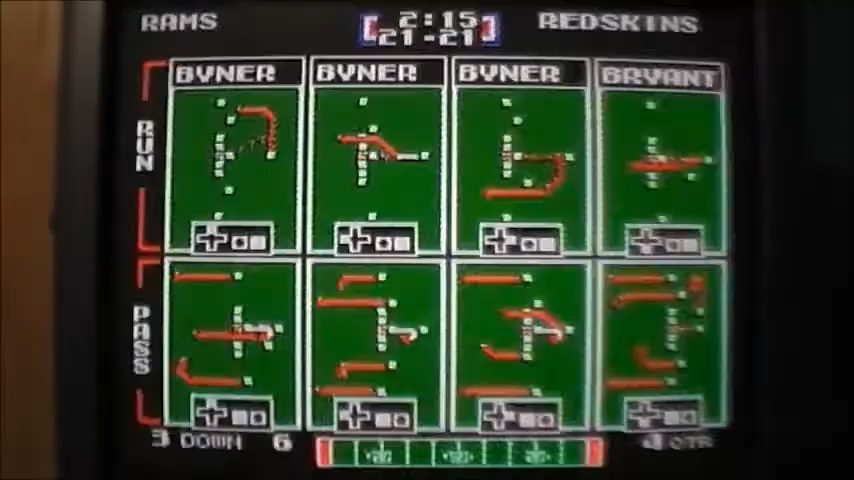 RAMS
2:15
REDSKINS
21-21
BYNER
BYNER
BYNER
BRYANT
RUN
PASS
3 DOWN 6
QTR